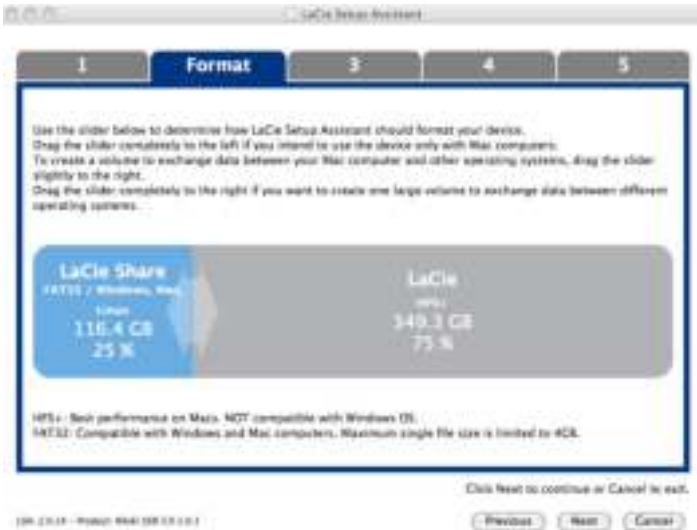 LaCie Setup Assistant
1 Format 3 4 5
Use the slider below to determine how LaCie Setup Assistant should format your device.
Drag the slider completely to the left if you intend to use the device only with Mac computers.
To create a volume to exchange data between your Mac computer and other operating systems, drag the slider
slightly to the right.
Drag the slider completely to the right if you want to create one large volume to exchange data between different
operating systems.
LaCie Share
FAT32 / Windows, Mac,
Linux
116.4 GB
25 %
LaCie
HFS+
349.3 GB
75 %
HFS+: Best performance on Macs. NOT compatible with Windows OS.
FAT32: Compatible with Windows and Mac computers. Maximum single file size is limited to 4GB.
Click Next to continue or Cancel to exit.
Previous Next Cancel